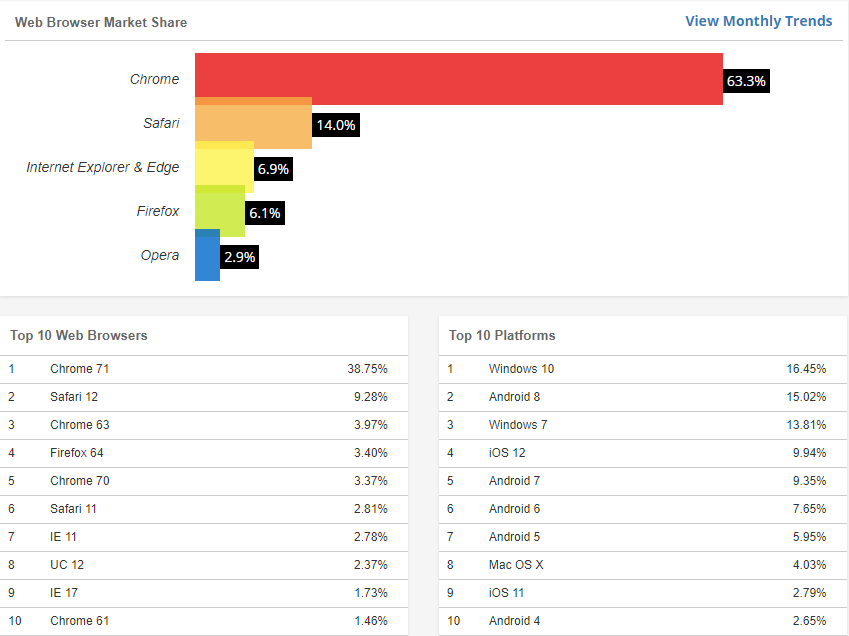 Web Browser Market Share
View Monthly Trends
Chrome 63.3%
Safari 14.0%
Internet Explorer & Edge 6.9%
Firefox 6.1%
Opera 2.9%
Top 10 Web Browsers
1 Chrome 71 38.75%
2 Safari 12 9.28%
3 Chrome 63 3.97%
4 Firefox 64 3.40%
5 Chrome 70 3.37%
6 Safari 11 2.81%
7 IE 11 2.78%
8 UC 12 2.37%
9 IE 17 1.73%
10 Chrome 61 1.46%
Top 10 Platforms
1 Windows 10 16.45%
2 Android 8 15.02%
3 Windows 7 13.81%
4 iOS 12 9.94%
5 Android 7 9.35%
6 Android 6 7.65%
7 Android 5 5.95%
8 Mac OS X 4.03%
9 iOS 11 2.79%
10 Android 4 2.65%